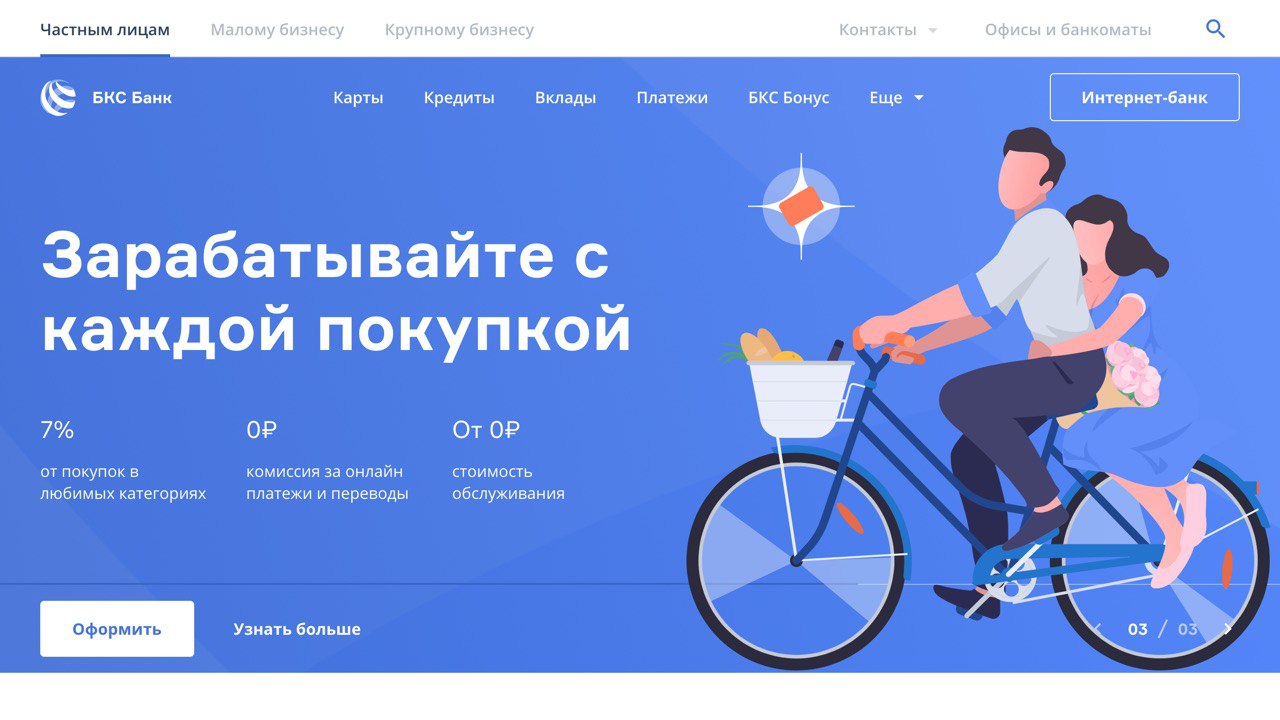 Частным лицам
Малому бизнесу
Крупному бизнесу
Контакты
Офисы и банкоматы
БКС Банк
Карты
Кредиты
Вклады
Платежи
БКС Бонус
Еще
Интернет-банк
Зарабатывайте с
каждой покупкой
7%
от покупок в
любимых категориях
0₽
комиссия за онлайн
платежи и переводы
От 0₽
стоимость
обслуживания
Оформить
Узнать больше
03 / 03